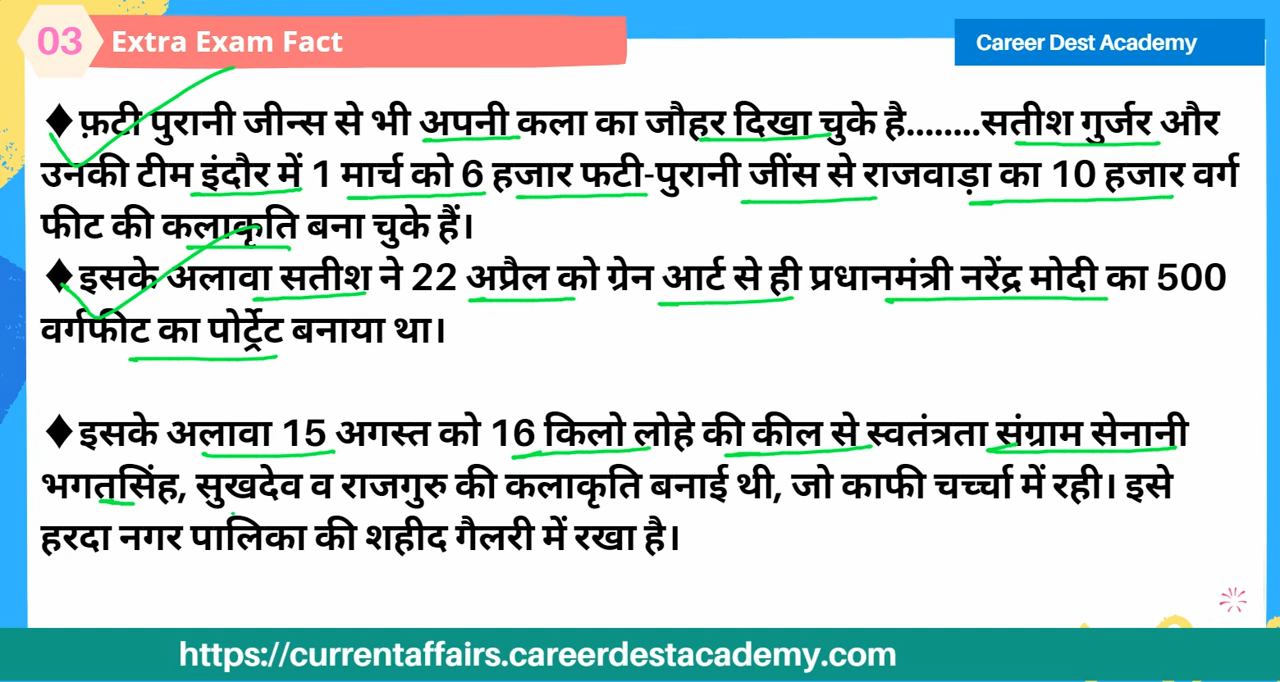 03 Extra Exam Fact
Career Dest Academy
♦फ़टी पुरानी जीन्स से भी अपनी कला का जौहर दिखा चुके है........सतीश गुर्जर और
उनकी टीम इंदौर में 1 मार्च को 6 हजार फटी-पुरानी जींस से राजवाड़ा का 10 हजार वर्ग
फीट की कलाकृति बना चुके हैं।
♦इसके अलावा सतीश ने 22 अप्रैल को ग्रेन आर्ट से ही प्रधानमंत्री नरेंद्र मोदी का 500
वर्गफीट का पोर्ट्रेट बनाया था।
♦इसके अलावा 15 अगस्त को 16 किलो लोहे की कील से स्वतंत्रता संग्राम सेनानी
भगतसिंह, सुखदेव व राजगुरु की कलाकृति बनाई थी, जो काफी चर्च्चा में रही। इसे
हरदा नगर पालिका की शहीद गैलरी में रखा है।
https://currentaffairs.careerdestacademy.com